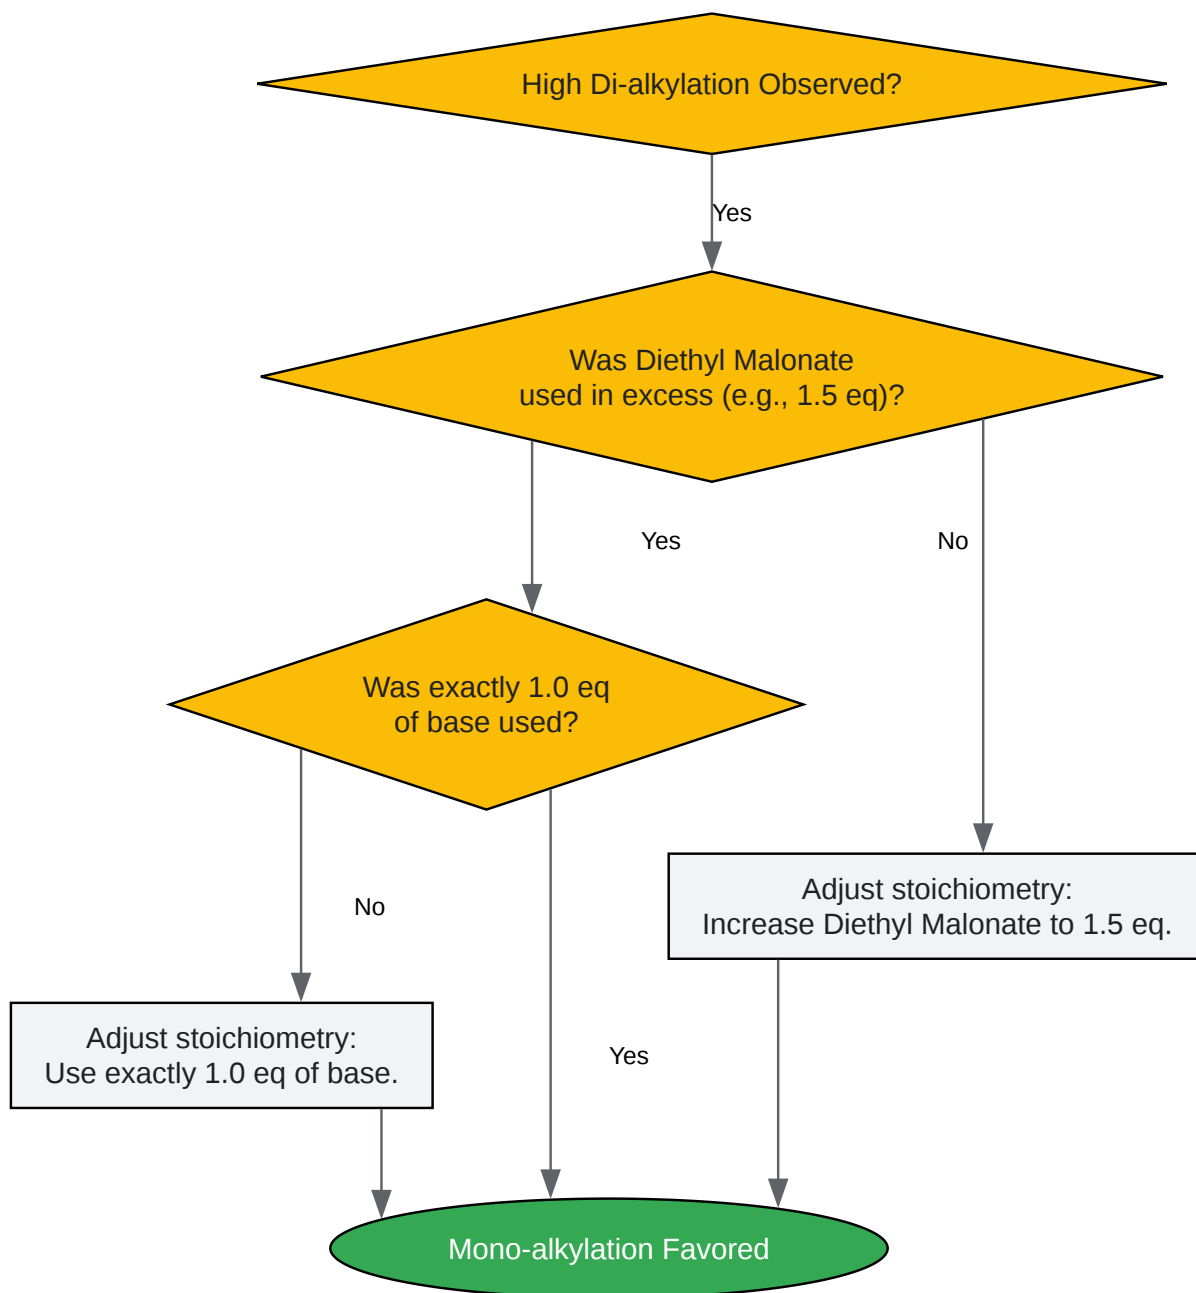 High Di-alkylation Observed?
Yes
Was Diethyl Malonate
used in excess (e.g., 1.5 eq)?
Yes
No
Was exactly 1.0 eq
of base used?
Adjust stoichiometry:
Increase Diethyl Malonate to 1.5 eq.
No
Adjust stoichiometry:
Use exactly 1.0 eq of base.
Yes
Mono-alkylation Favored